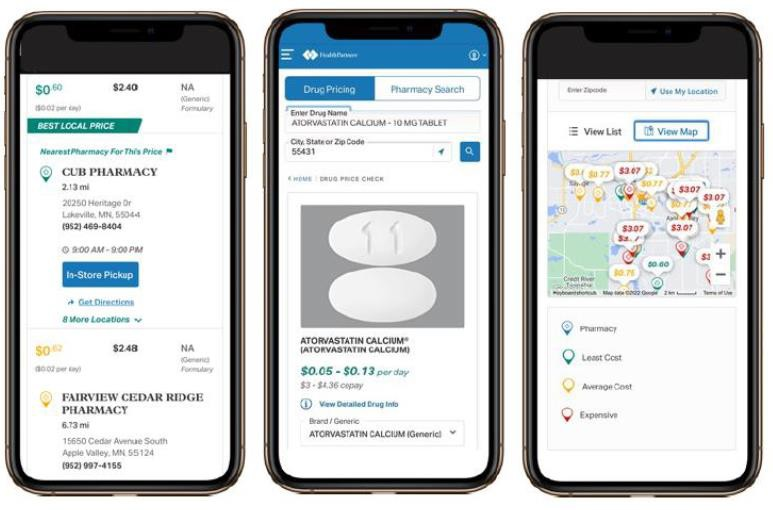 $0.60
$2.40
NA
($0.02 per day)
(Generic)
Formulary
BEST LOCAL PRICE
Nearest Pharmacy For This Price
CUB PHARMACY
2.13 mi
20250 Heritage Dr
Lakeville, MN, 55044
(952) 469-8404
9:00 AM - 9:00 PM
In-Store Pickup
Get Directions
8 More Locations
$0.62
$2.48
NA
($0.02 per day)
(Generic)
Formulary
FAIRVIEW CEDAR RIDGE
PHARMACY
6.73 mi
15650 Cedar Avenue South
Apple Valley, MN, 55124
(952) 997-4155
HealthPartners
Drug Pricing
Pharmacy Search
Enter Drug Name
ATORVASTATIN CALCIUM - 10 MG TABLET
City, State or Zip Code
55431
HOME
DRUG PRICE CHECK
11
ATORVASTATIN CALCIUM®
(ATORVASTATIN CALCIUM)
$0.05 - $0.13 per day
$3 - $4.36 copay
View Detailed Drug Info
Brand / Generic
ATORVASTATIN CALCIUM (Generic)
Enter Zipcode
Use My Location
View List
View Map
$0.77
$3.07
$0.77
$3.07
$3.07
$3.07
$3.07
$0.60
$0.75
Credit River
Keyboard shortcuts
Map data ©2022 Google
2 km
Terms of Use
Pharmacy
Least Cost
Average Cost
Expensive